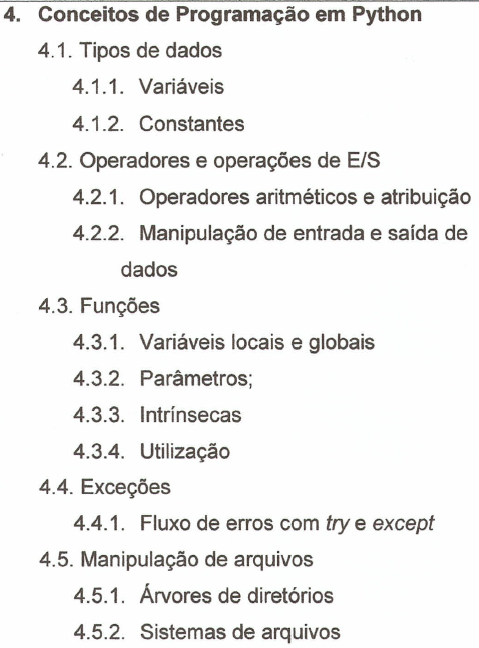 4. Conceitos de Programação em Python
4.1. Tipos de dados
4.1.1. Variáveis
4.1.2. Constantes
4.2. Operadores e operações de E/S
4.2.1. Operadores aritméticos e atribuição
4.2.2. Manipulação de entrada e saída de
dados
4.3. Funções
4.3.1. Variáveis locais e globais
4.3.2. Parâmetros;
4.3.3. Intrínsecas
4.3.4. Utilização
4.4. Exceções
4.4.1. Fluxo de erros com try e except
4.5. Manipulação de arquivos
4.5.1. Árvores de diretórios
4.5.2. Sistemas de arquivos